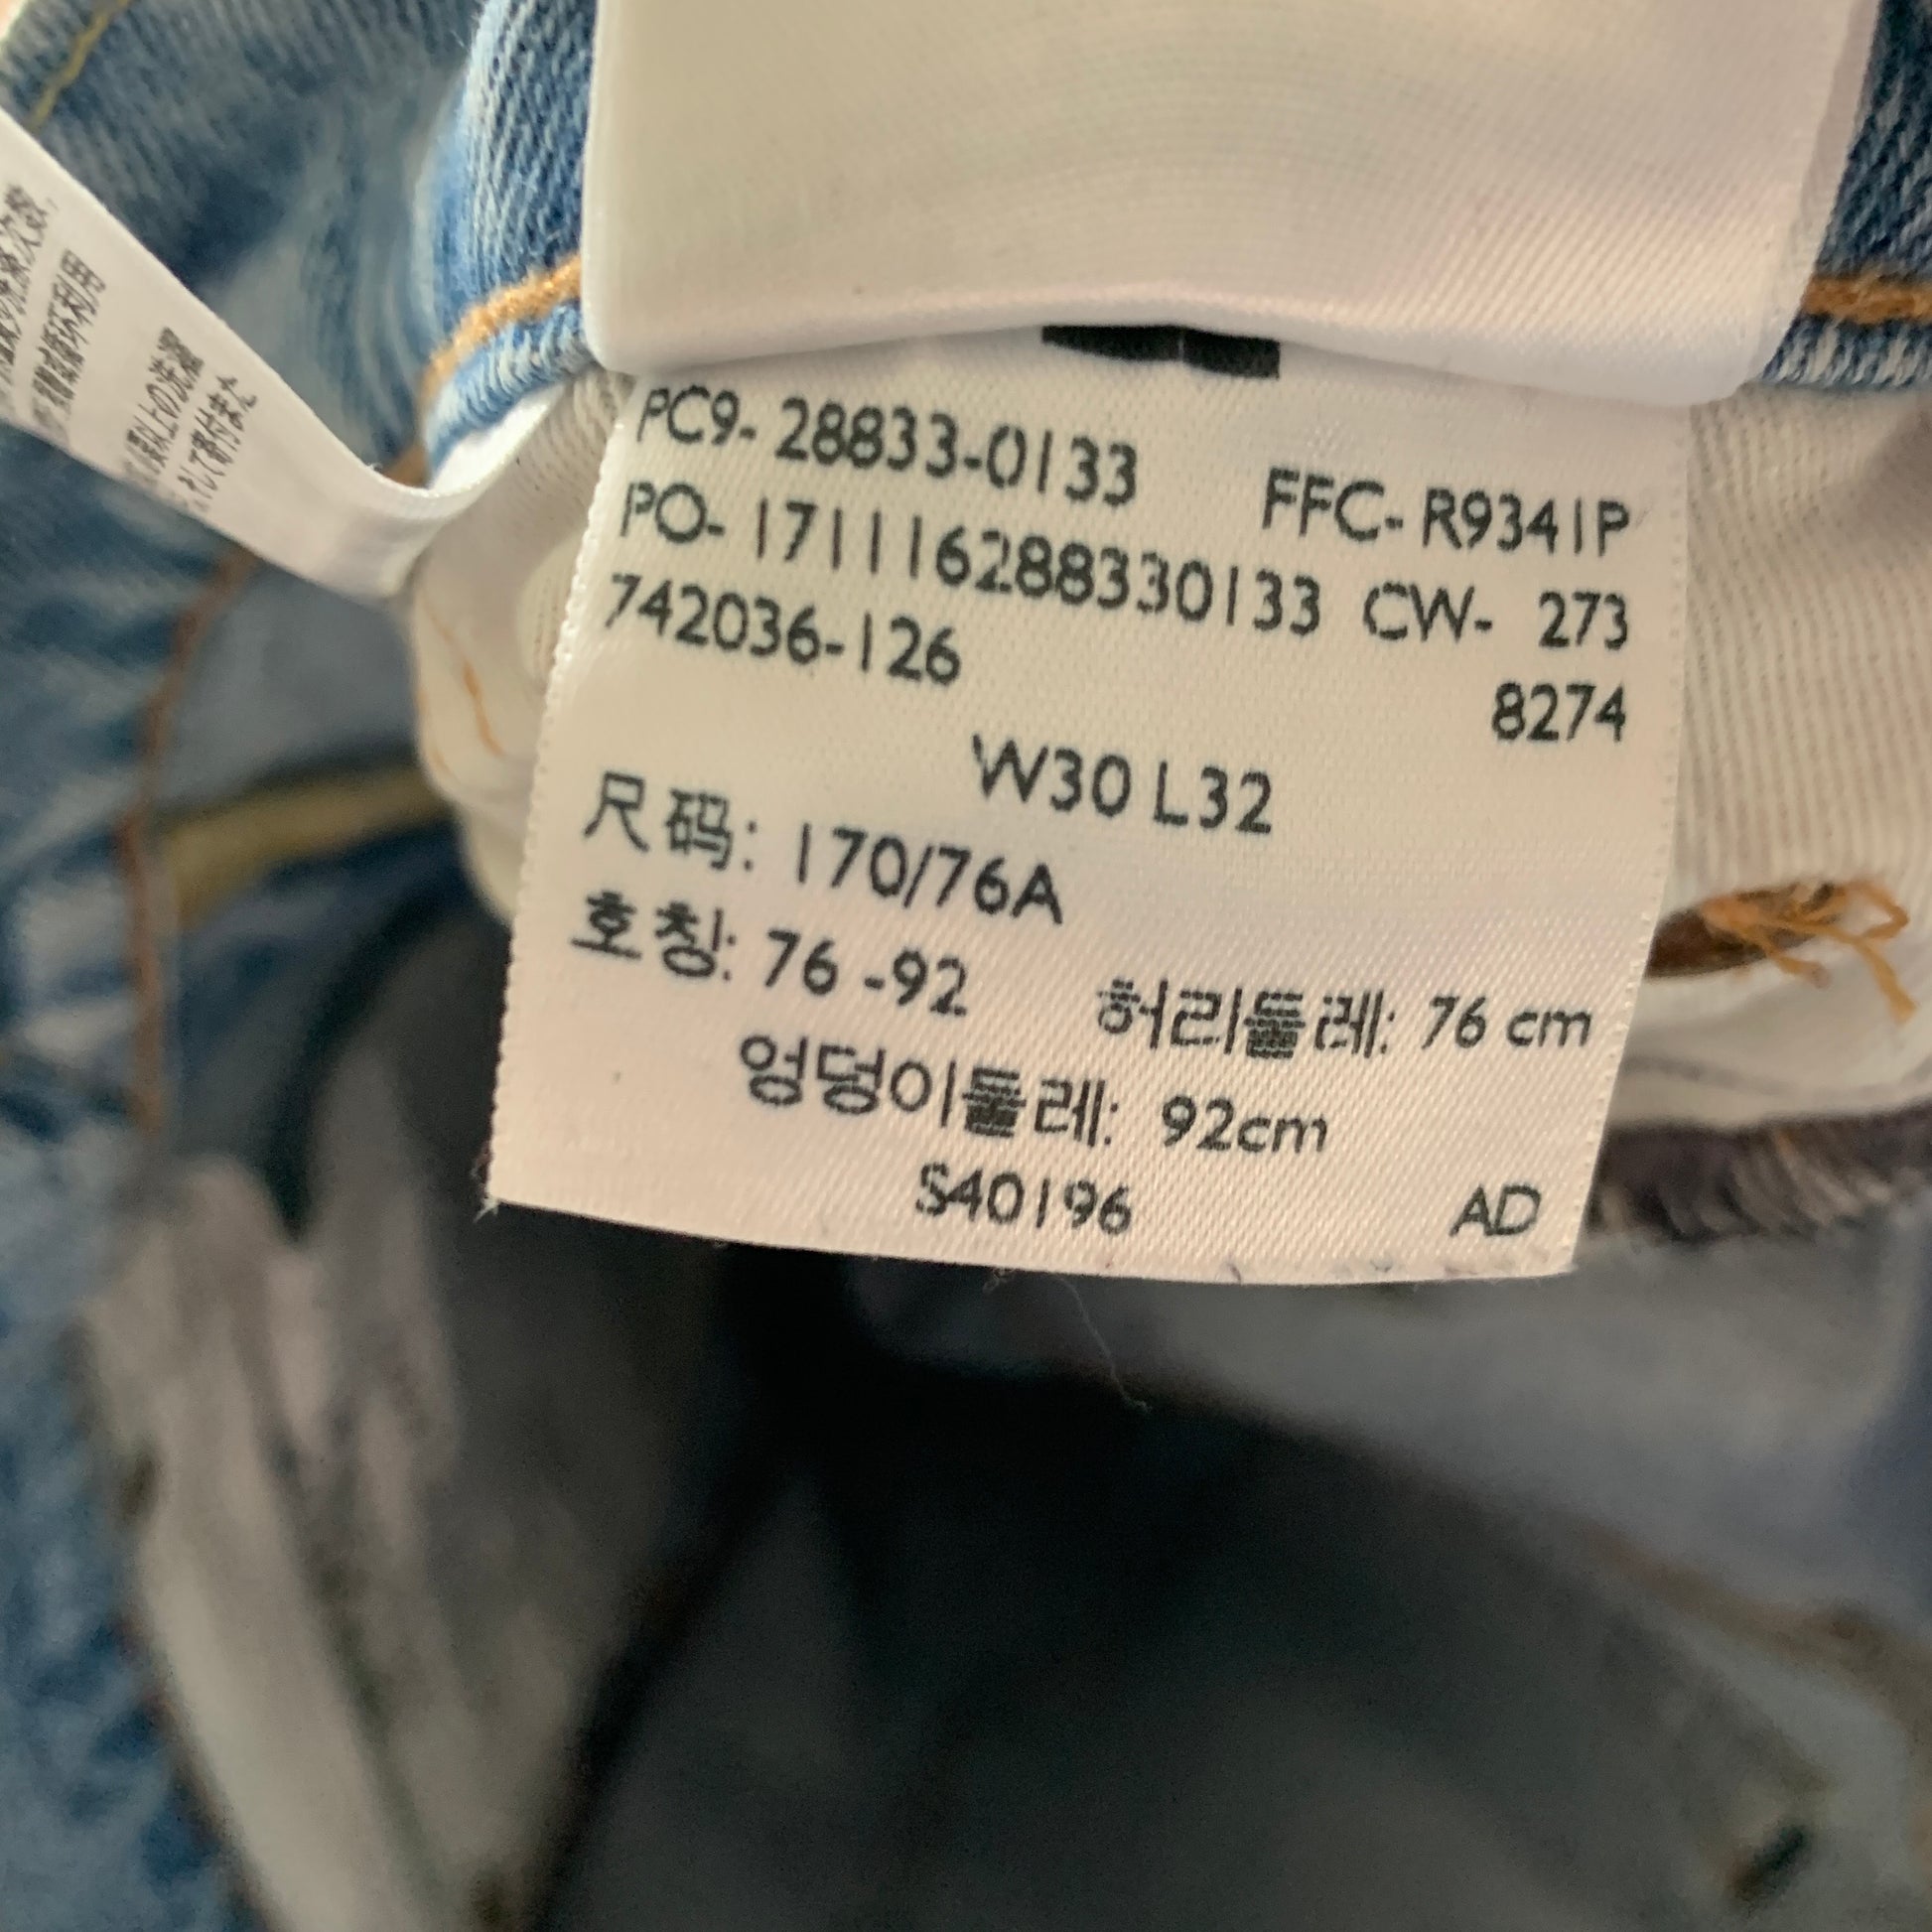 PC9- 28833-0133 FFC- R9341P
PO- 171116288330133 CW- 273
742036-126 8274
W30 L32
尺码: 170/76A
호칭: 76 -92 허리둘레: 76 cm
엉덩이둘레: 92cm
S40196 AD